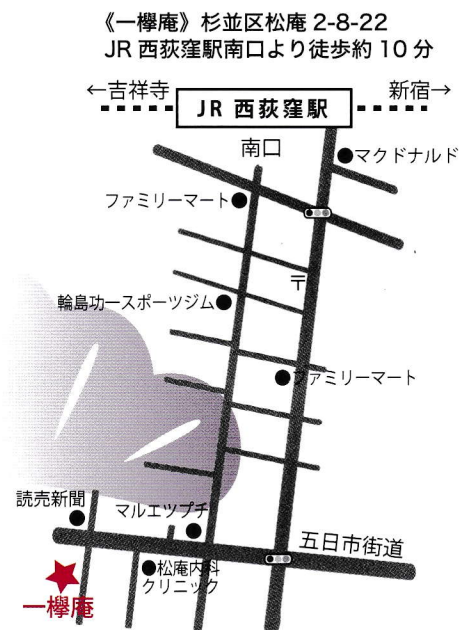 《一欅庵》杉並区松庵 2-8-22
JR 西荻窪駅南口より徒歩約 10 分
←吉祥寺
新宿→
JR 西荻窪駅
南口
マクドナルド
ファミリーマート
〒
輪島功一スポーツジム
ファミリーマート
読売新聞
マルエツプチ
五日市街道
松庵内科
クリニック
一欅庵